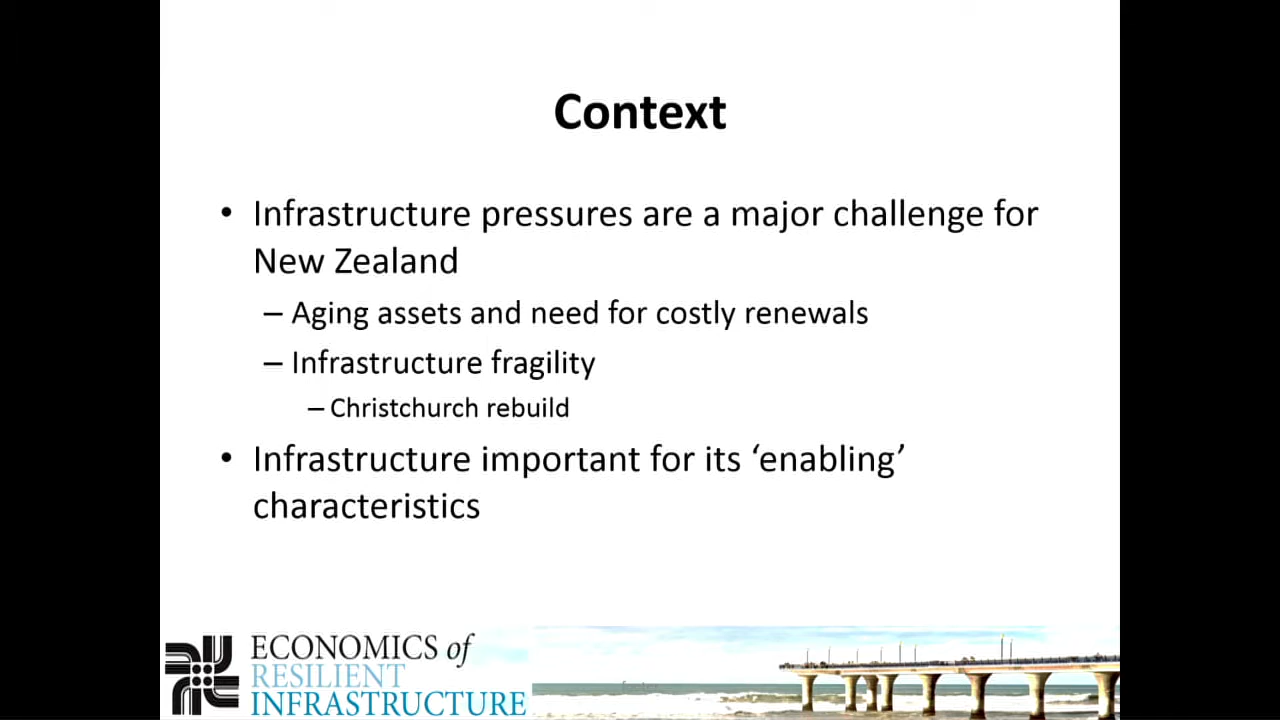 Context
• Infrastructure pressures are a major challenge for
New Zealand
– Aging assets and need for costly renewals
– Infrastructure fragility
– Christchurch rebuild
• Infrastructure important for its ‘enabling’
characteristics
ECONOMICS of
RESILIENT
INFRASTRUCTURE